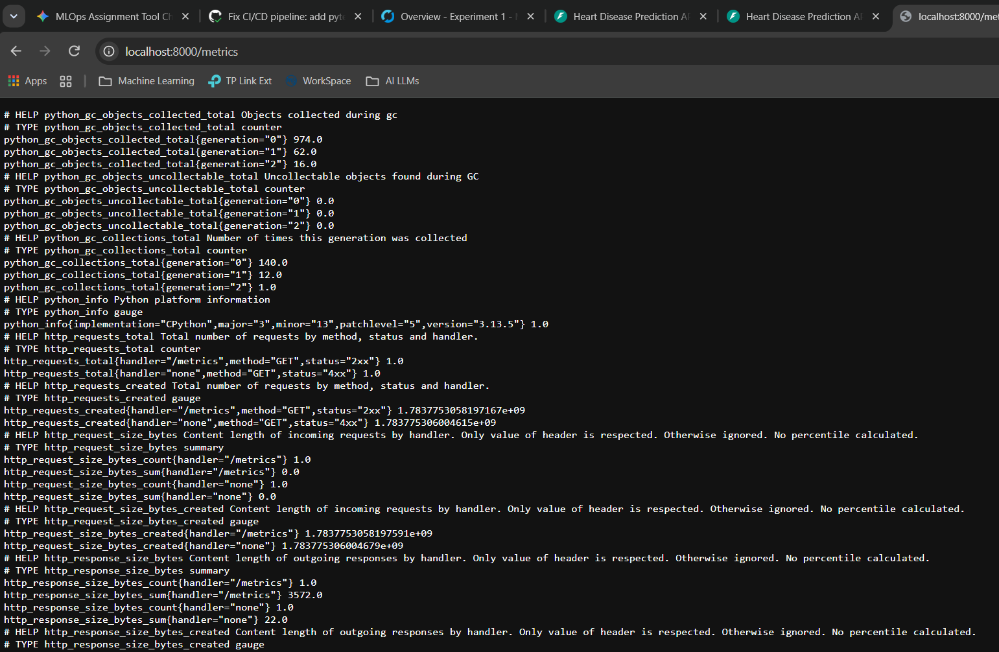 MLOps Assignment Tool Ch
Fix CI/CD pipeline: add pyte
Overview - Experiment 1 -
Heart Disease Prediction AP
Heart Disease Prediction AP
localhost:8000/met
localhost:8000/metrics
Apps
Machine Learning
TP Link Ext
WorkSpace
AI LLMs
# HELP python_gc_objects_collected_total Objects collected during gc
# TYPE python_gc_objects_collected_total counter
python_gc_objects_collected_total{generation="0"} 974.0
python_gc_objects_collected_total{generation="1"} 62.0
python_gc_objects_collected_total{generation="2"} 16.0
# HELP python_gc_objects_uncollectable_total Uncollectable objects found during GC
# TYPE python_gc_objects_uncollectable_total counter
python_gc_objects_uncollectable_total{generation="0"} 0.0
python_gc_objects_uncollectable_total{generation="1"} 0.0
python_gc_objects_uncollectable_total{generation="2"} 0.0
# HELP python_gc_collections_total Number of times this generation was collected
# TYPE python_gc_collections_total counter
python_gc_collections_total{generation="0"} 140.0
python_gc_collections_total{generation="1"} 12.0
python_gc_collections_total{generation="2"} 1.0
# HELP python_info Python platform information
# TYPE python_info gauge
python_info{implementation="CPython",major="3",minor="13",patchlevel="5",version="3.13.5"} 1.0
# HELP http_requests_total Total number of requests by method, status and handler.
# TYPE http_requests_total counter
http_requests_total{handler="/metrics",method="GET",status="2xx"} 1.0
http_requests_total{handler="none",method="GET",status="4xx"} 1.0
# HELP http_requests_created Total number of requests by method, status and handler.
# TYPE http_requests_created gauge
http_requests_created{handler="/metrics",method="GET",status="2xx"} 1.7837753058197167e+09
http_requests_created{handler="none",method="GET",status="4xx"} 1.783775306004615e+09
# HELP http_request_size_bytes Content length of incoming requests by handler. Only value of header is respected. Otherwise ignored. No percentile calculated.
# TYPE http_request_size_bytes summary
http_request_size_bytes_count{handler="/metrics"} 1.0
http_request_size_bytes_sum{handler="/metrics"} 0.0
http_request_size_bytes_count{handler="none"} 1.0
http_request_size_bytes_sum{handler="none"} 0.0
# HELP http_request_size_bytes_created Content length of incoming requests by handler. Only value of header is respected. Otherwise ignored. No percentile calculated.
# TYPE http_request_size_bytes_created gauge
http_request_size_bytes_created{handler="/metrics"} 1.7837753058197591e+09
http_request_size_bytes_created{handler="none"} 1.783775306004679e+09
# HELP http_response_size_bytes Content length of outgoing responses by handler. Only value of header is respected. Otherwise ignored. No percentile calculated.
# TYPE http_response_size_bytes summary
http_response_size_bytes_count{handler="/metrics"} 1.0
http_response_size_bytes_sum{handler="/metrics"} 3572.0
http_response_size_bytes_count{handler="none"} 1.0
http_response_size_bytes_sum{handler="none"} 22.0
# HELP http_response_size_bytes_created Content length of outgoing responses by handler. Only value of header is respected. Otherwise ignored. No percentile calculated.
# TYPE http_response_size_bytes_created gauge